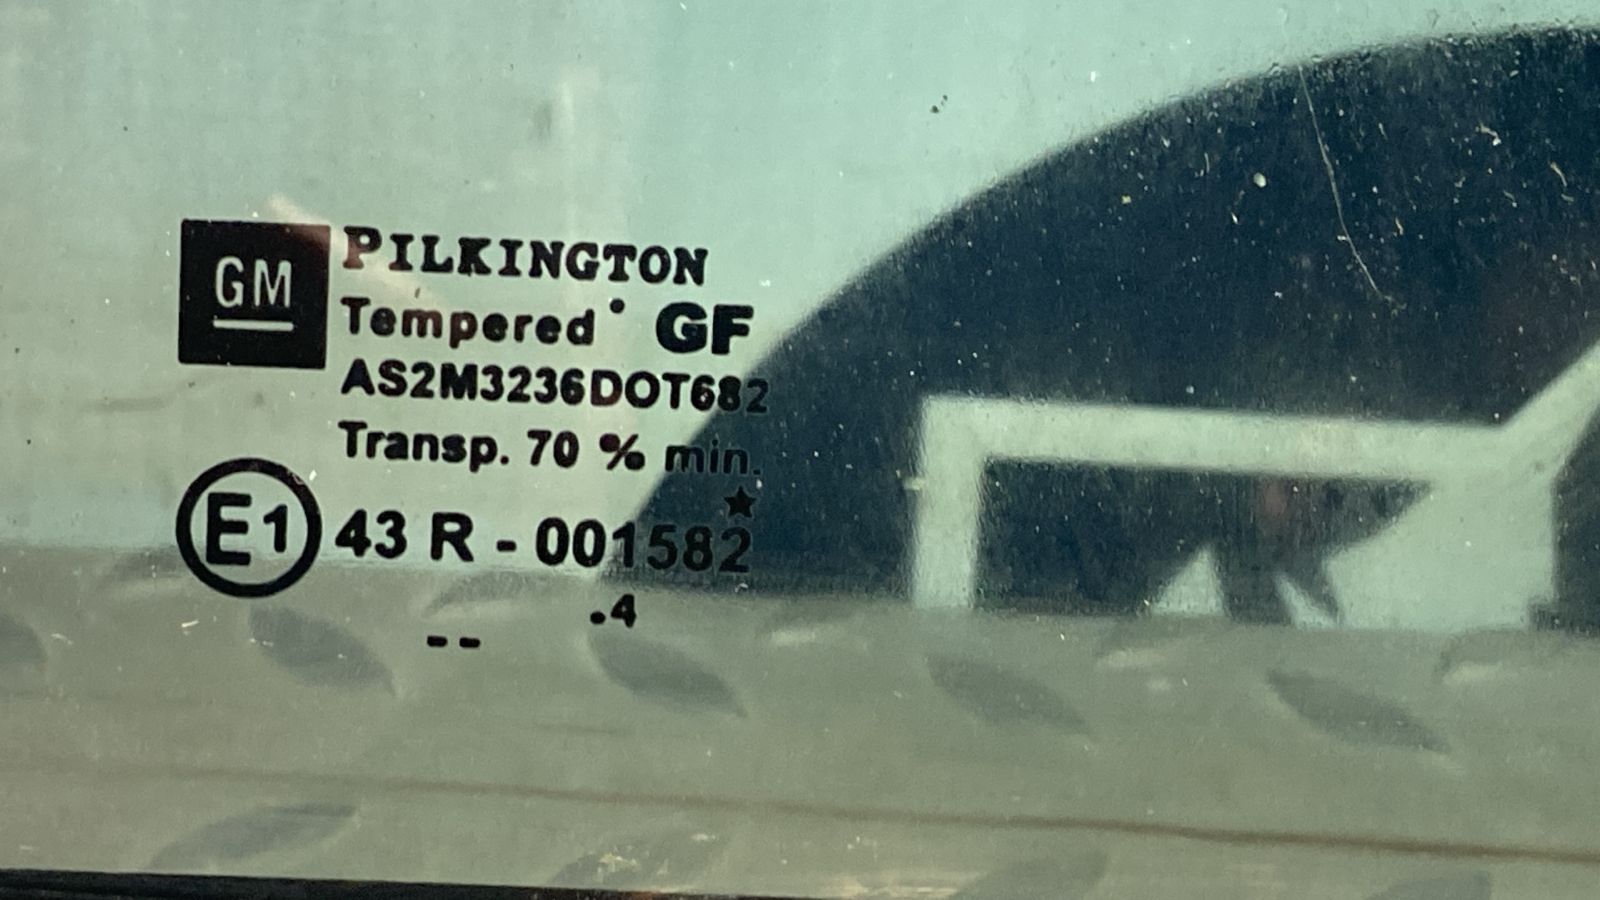 GM
PILKINGTON
Tempered GF
AS2M3236DOT682
Transp. 70 % min.
E1 43 R - 001582
.4
--